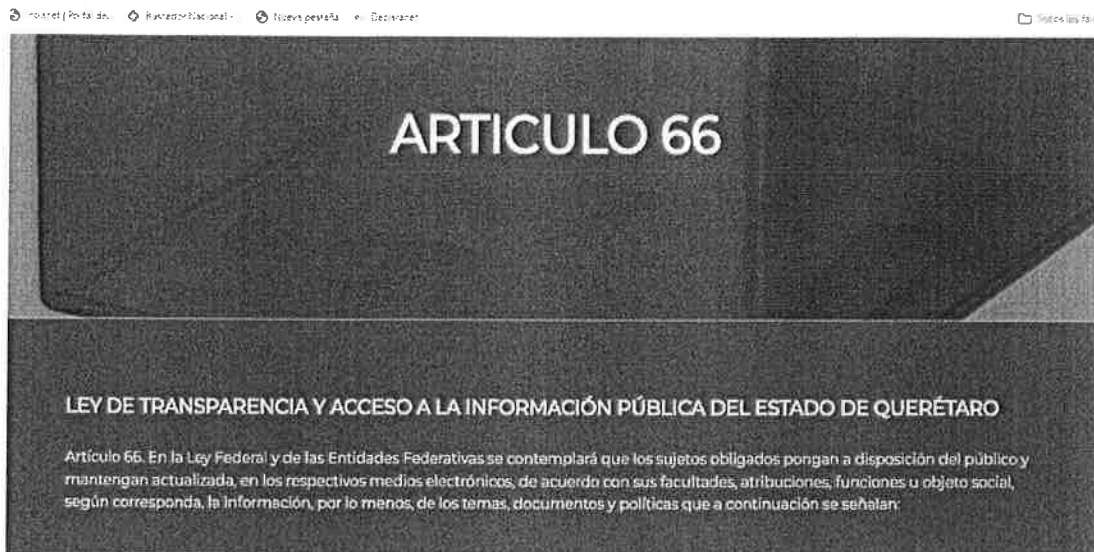 Nueva pestaña
ARTICULO 66
LEY DE TRANSPARENCIA Y ACCESO A LA INFORMACIÓN PÚBLICA DEL ESTADO DE QUERÉTARO
Artículo 66. En la Ley Federal y de las Entidades Federativas se contemplará que los sujetos obligados pongan a disposición del público y
mantengan actualizada, en los respectivos medios electrónicos, de acuerdo con sus facultades, atribuciones, funciones u objeto social,
según corresponda, la información, por lo menos, de los temas, documentos y políticas que a continuación se señalan: